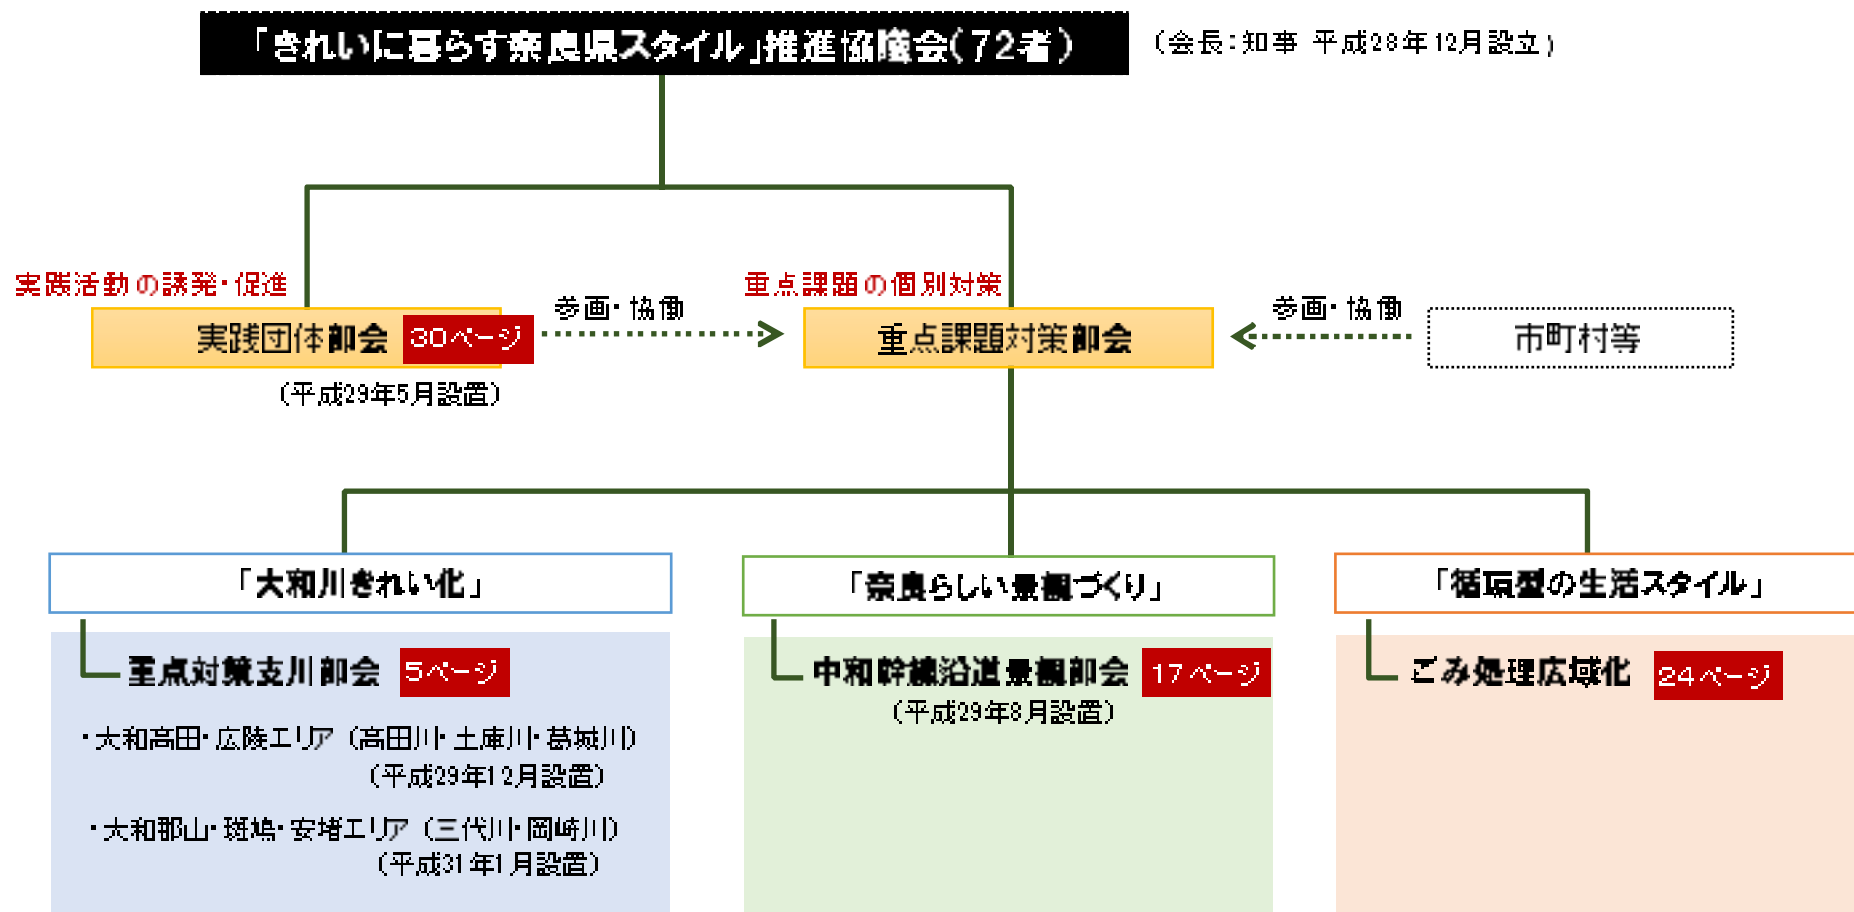 「きれいに暮らす奈良県スタイル」推進協議会(72者)
(会長:知事 平成28年12月設立)
実践活動の誘発・促進
重点課題の個別対策
実践団体部会 30ページ
(平成29年5月設置)
参画・協働
重点課題対策部会
参画・協働
市町村等
「大和川きれい化」
重点対策支川部会 5ページ
・大和高田・広陵エリア(高田川・土庫川・葛城川)
(平成29年12月設置)
・大和郡山・斑鳩・安堵エリア(三代川・岡崎川)
(平成31年1月設置)
「奈良らしい景観づくり」
中和幹線沿道景観部会 17ページ
(平成29年8月設置)
「循環型の生活スタイル」
ごみ処理広域化 24ページ